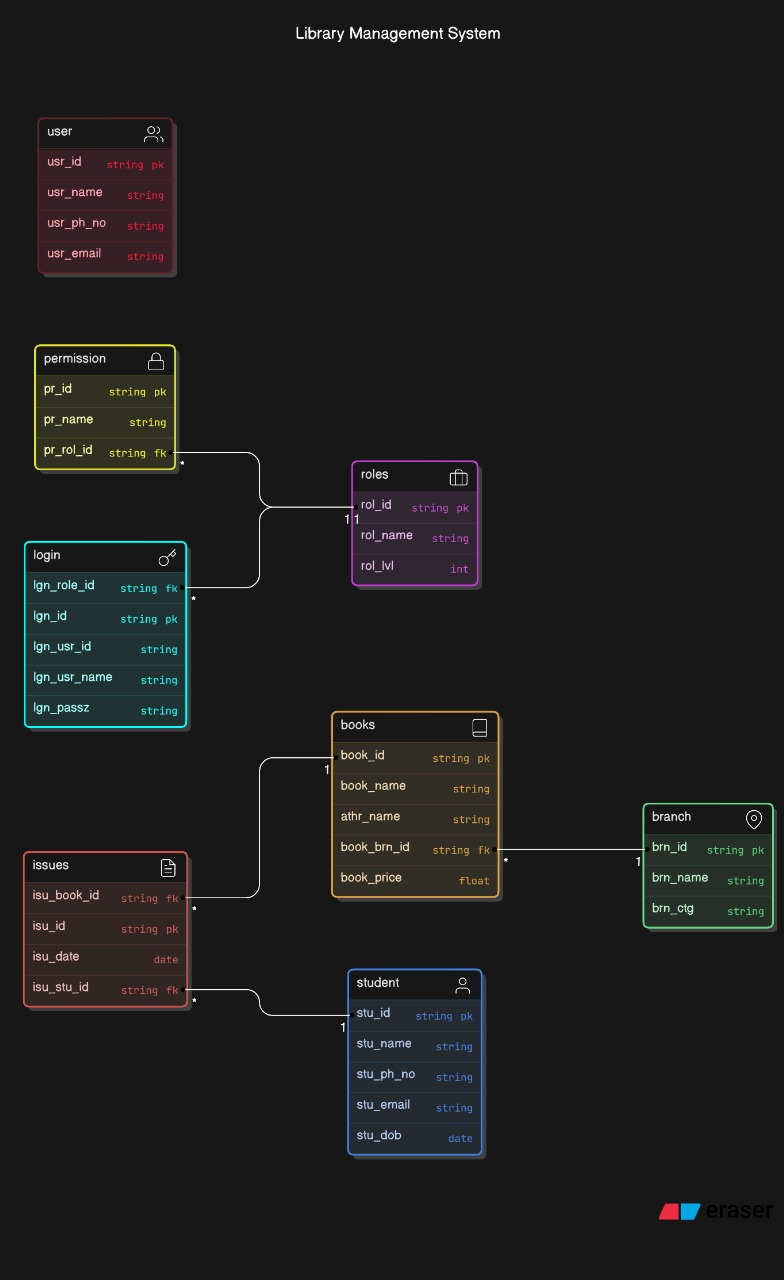 Library Management System
user
usr_id string pk
usr_name string
usr_ph_no string
usr_email string
permission
pr_id string pk
pr_name string
pr_rol_id string fk
*
roles
rol_id string pk
1 1
rol_name string
rol_lvl int
login
lgn_role_id string fk
*
lgn_id string pk
lgn_usr_id string
lgn_usr_name string
lgn_passz string
books
book_id string pk
1
book_name string
athr_name string
book_brn_id string fk
*
book_price float
branch
brn_id string pk
1
brn_name string
brn_ctg string
issues
isu_book_id string fk
*
isu_id string pk
isu_date date
isu_stu_id string fk
*
student
stu_id string pk
1
stu_name string
stu_ph_no string
stu_email string
stu_dob date
eraser